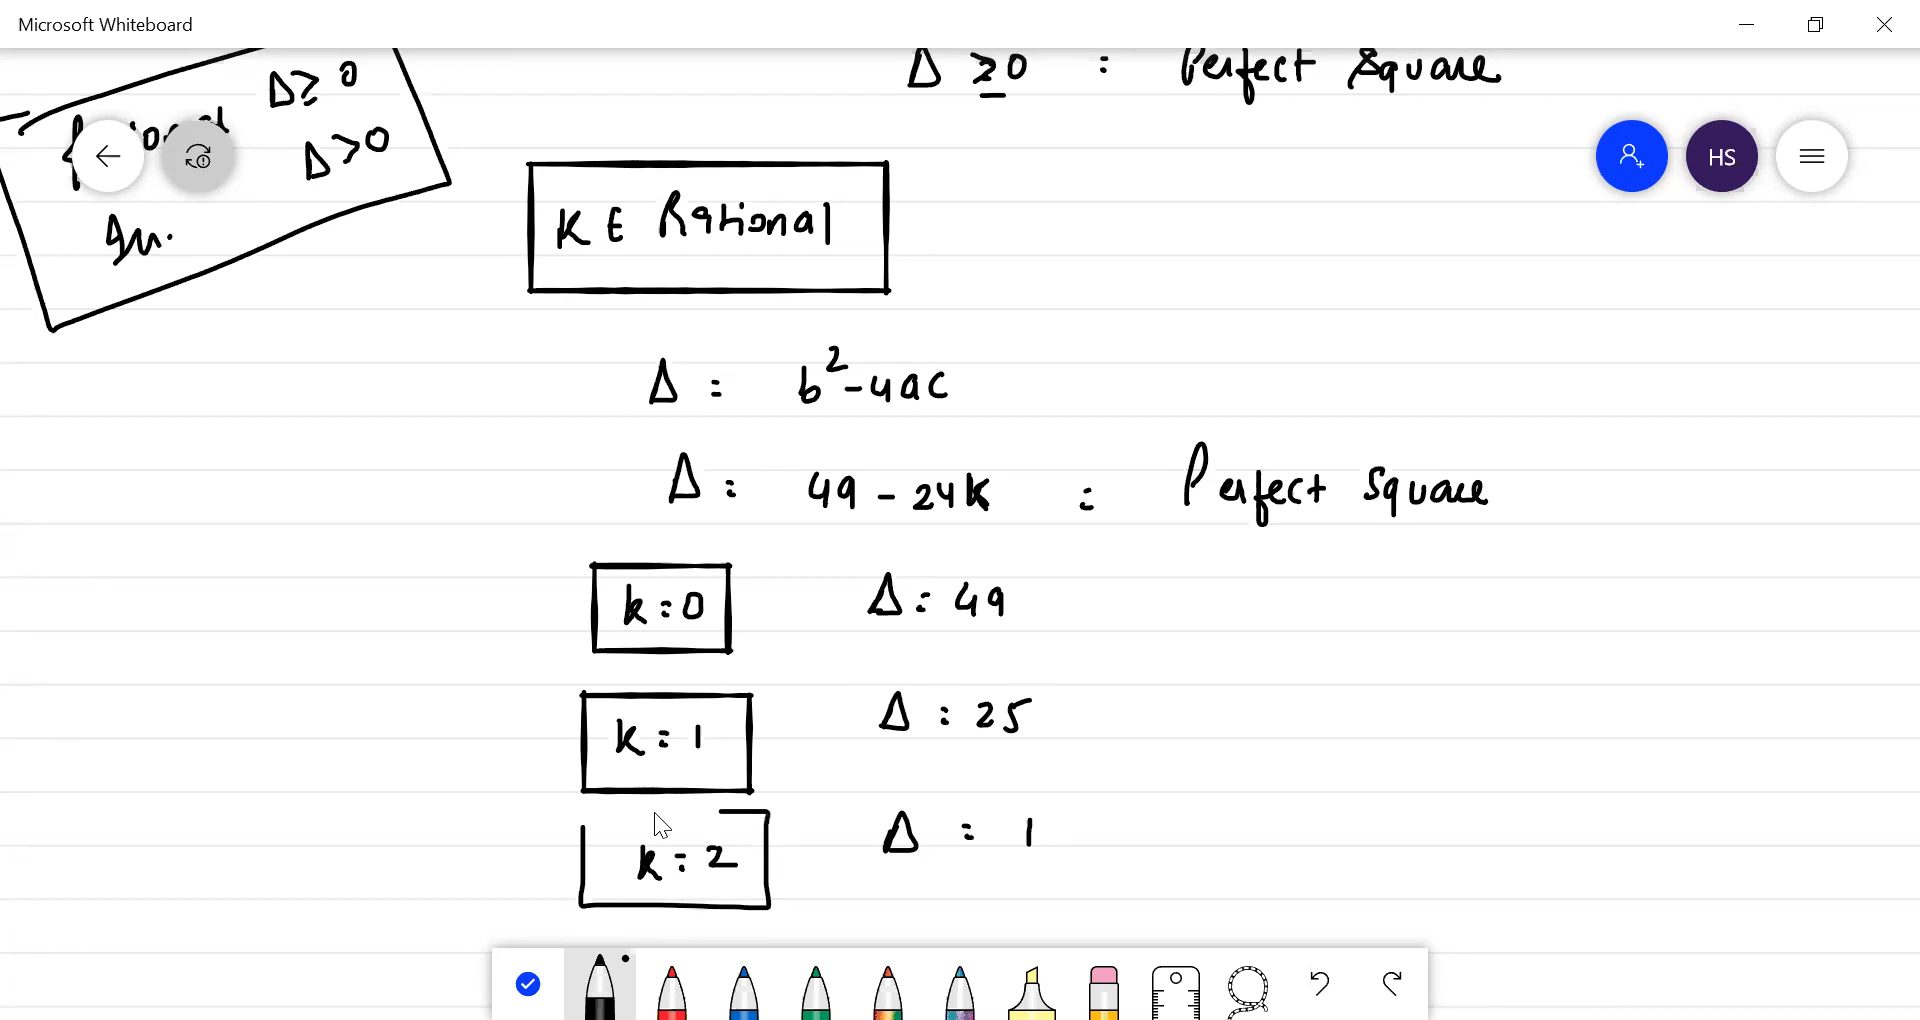 Microsoft Whiteboard
Δ ≥ 0 : Perfect Square
Δ ≥ 0
Δ > 0
HS
K ∈ Rational
Δ = b² - 4ac
Δ = 49 - 24k = Perfect Square
k = 0 Δ = 49
k = 1 Δ = 25
k = 2 Δ = 1